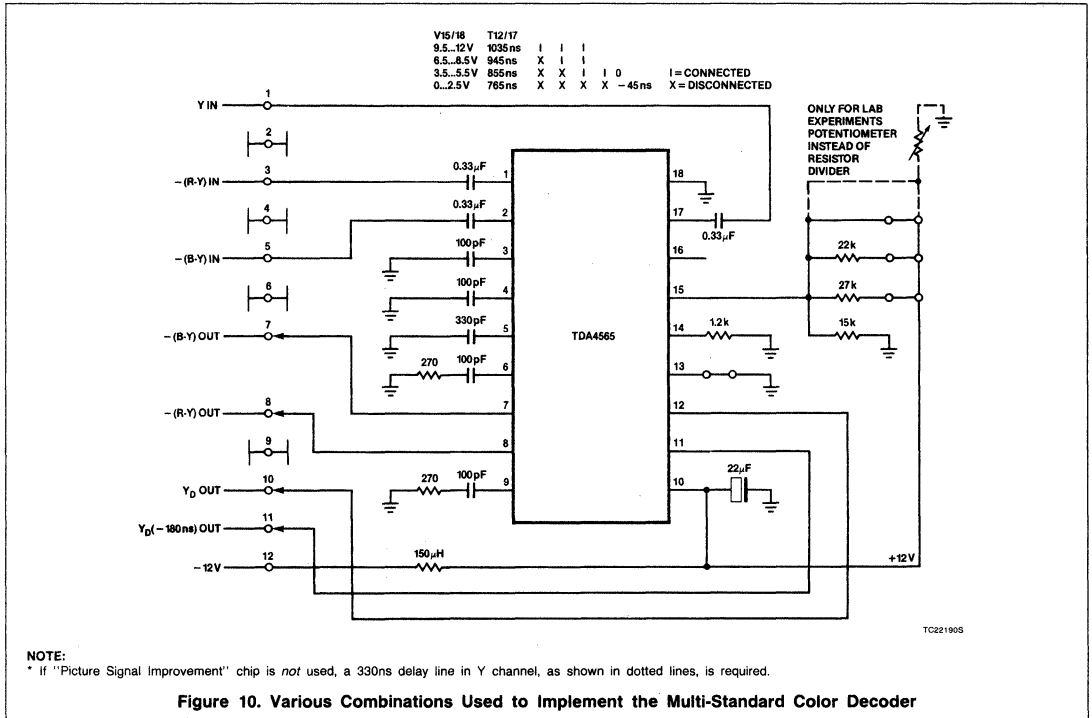 V15/18 T12/17
9.5...12V 1035ns I I I
6.5...8.5V 945ns X I I
3.5...5.5V 855ns X X I I 0 I = CONNECTED
0...2.5V 765ns X X X X -45ns X = DISCONNECTED
Y IN 1
2
-(R-Y) IN 3
4
-(B-Y) IN 5
6
-(B-Y) OUT 7
-(R-Y) OUT 8
9
YD OUT 10
YD(-180ns) OUT 11
-12V 12
0.33μF 1
0.33μF 2
100pF 3
100pF 4
330pF 5
270 100pF 6
7
8
270 100pF 9
150μH
TDA4565
18
17 0.33μF
16
15
14 1.2k
13
12
11
10 22μF
ONLY FOR LAB
EXPERIMENTS
POTENTIOMETER
INSTEAD OF
RESISTOR
DIVIDER
22k
27k
15k
+12V
TC22190S
NOTE:
* If "Picture Signal Improvement" chip is not used, a 330ns delay line in Y channel, as shown in dotted lines, is required.
Figure 10. Various Combinations Used to Implement the Multi-Standard Color Decoder